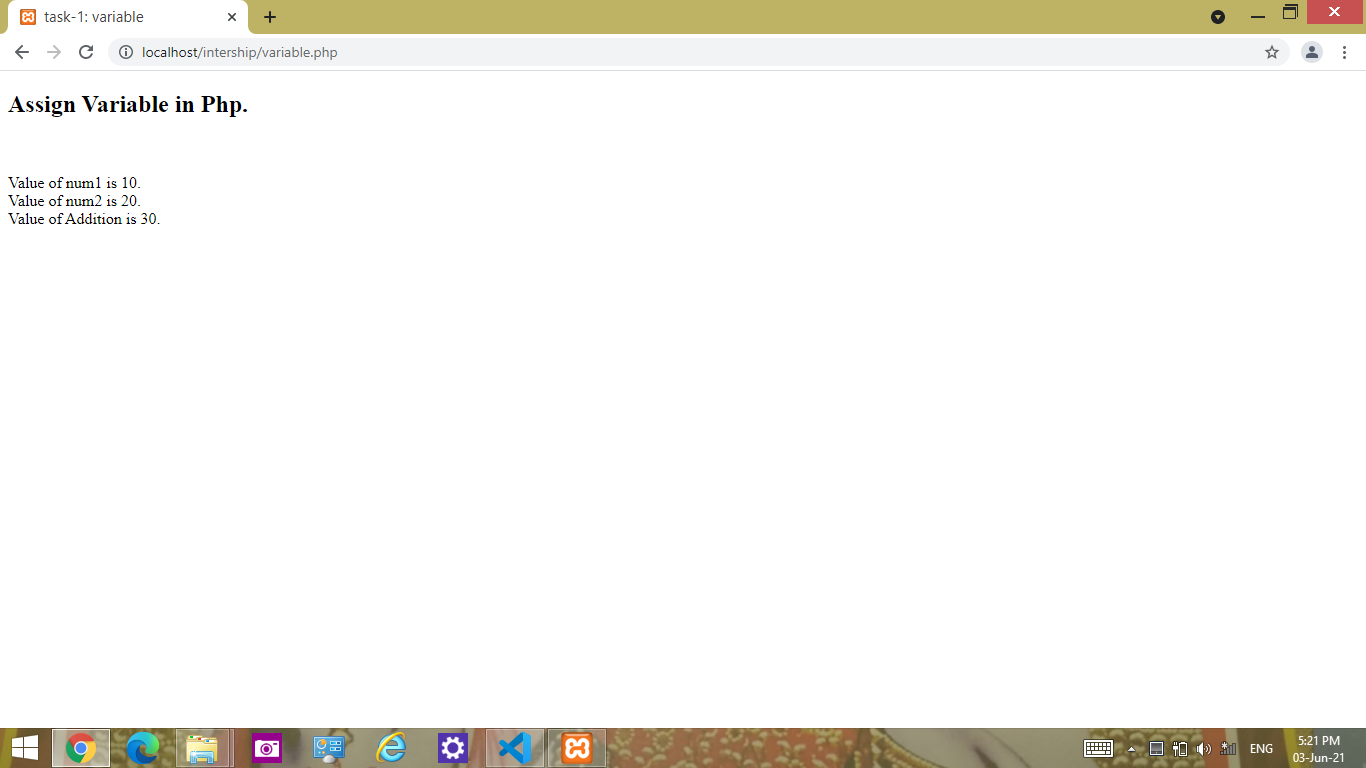 task-1: variable
localhost/intership/variable.php
Assign Variable in Php.
Value of num1 is 10.
Value of num2 is 20.
Value of Addition is 30.
ENG
5:21 PM
03-Jun-21